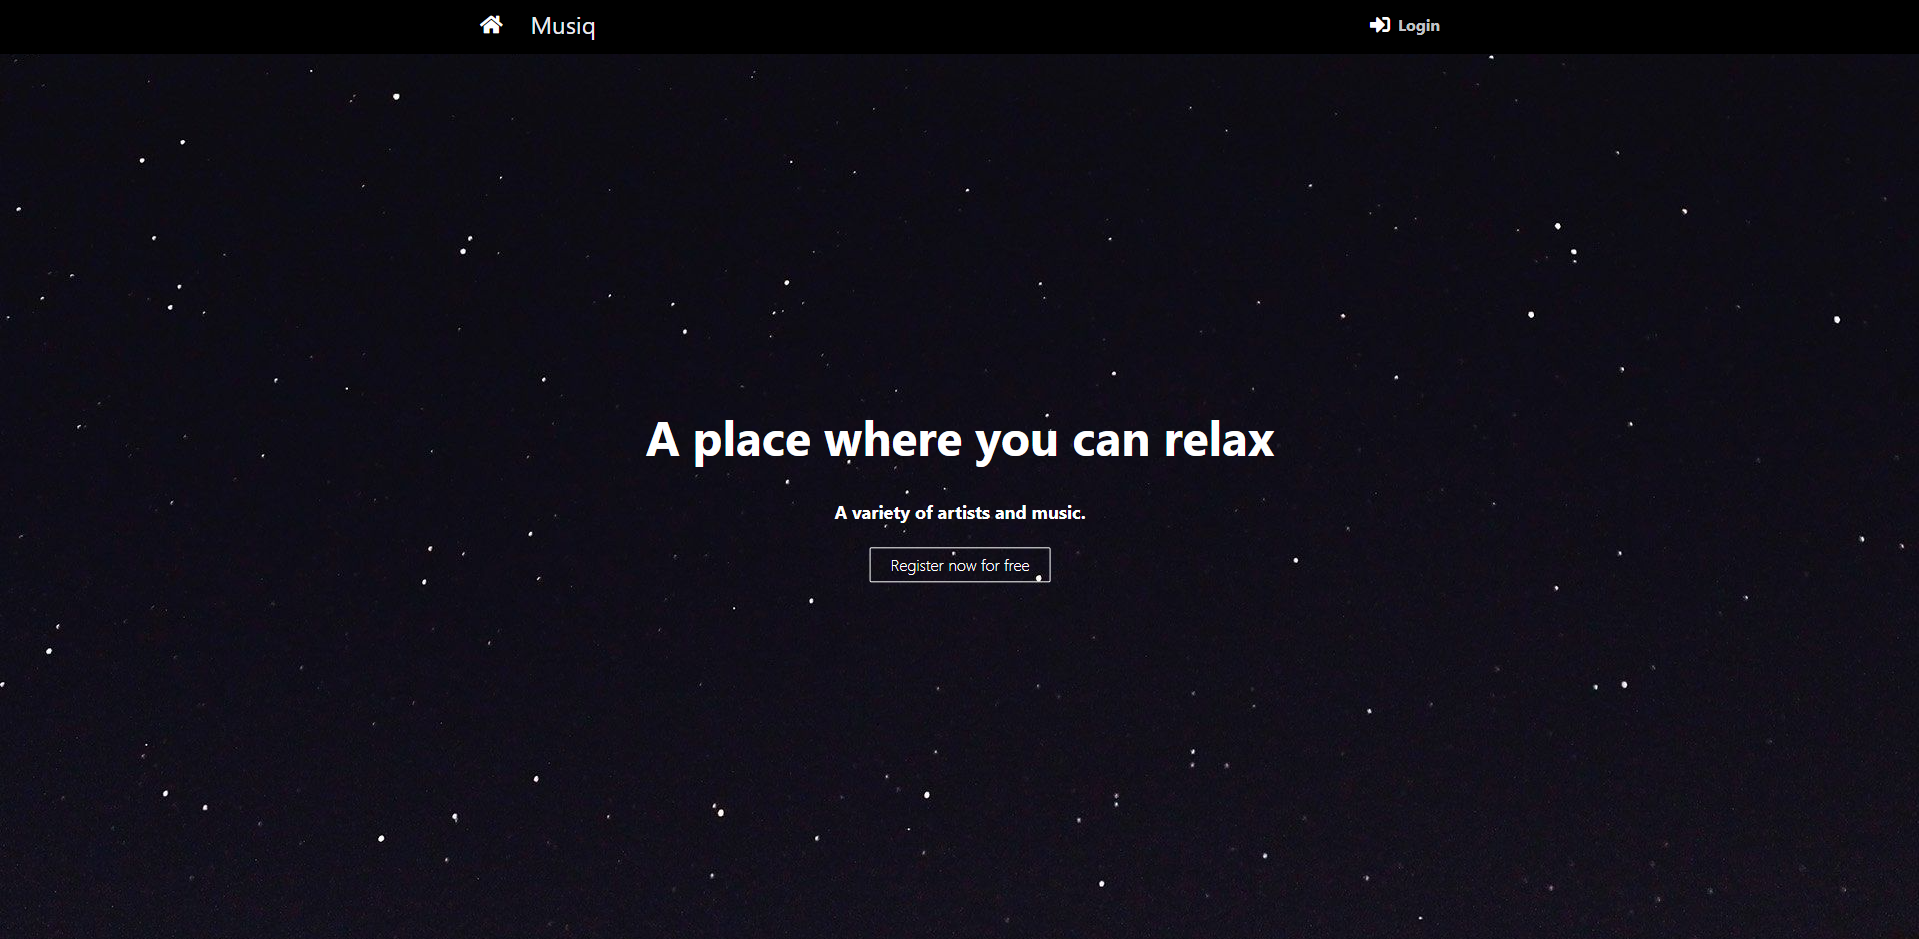 Musiq
Login
A place where you can relax
A variety of artists and music.
Register now for free